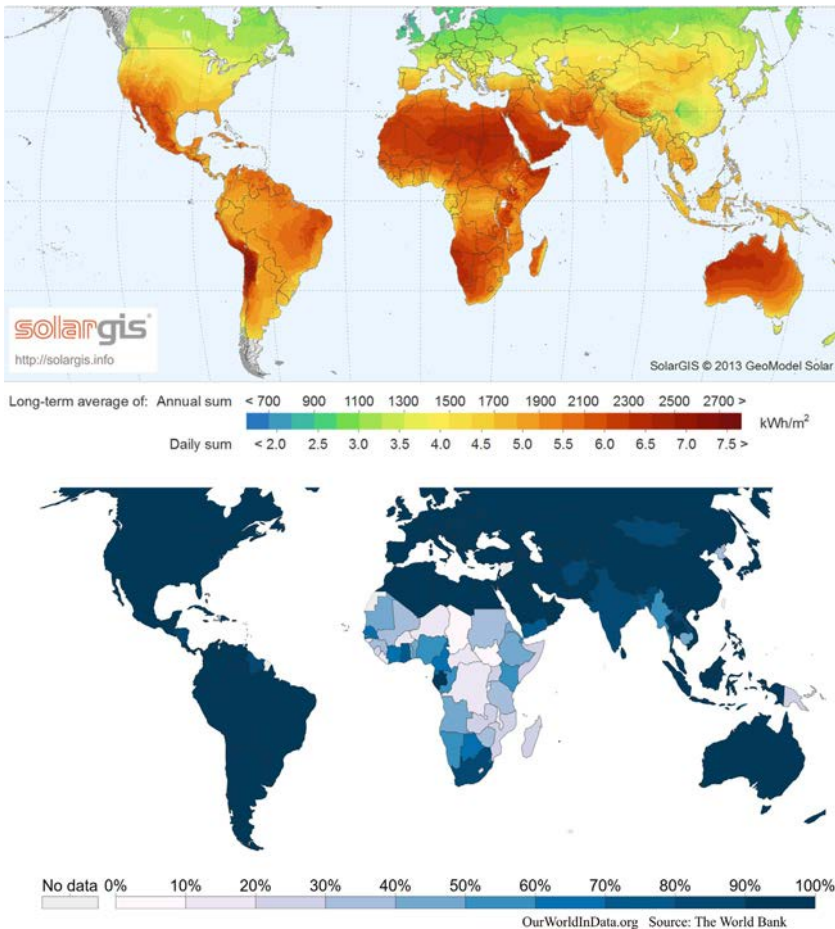 solargis
http://solargis.info
SolarGIS © 2013 GeoModel Solar
Long-term average of: Annual sum < 700 900 1100 1300 1500 1700 1900 2100 2300 2500 2700 > kWh/m²
Daily sum < 2.0 2.5 3.0 3.5 4.0 4.5 5.0 5.5 6.0 6.5 7.0 7.5 >
No data 0% 10% 20% 30% 40% 50% 60% 70% 80% 90% 100%
OurWorldInData.org Source: The World Bank